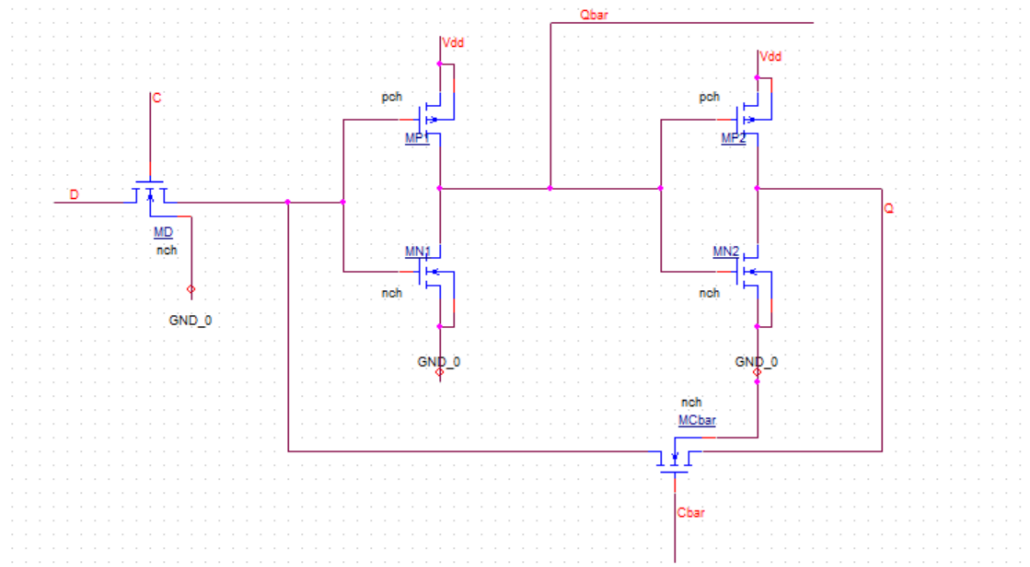 Qbar
Vdd
Vdd
C
pch
pch
MP1
MP2
D
Q
MD
nch
MN1
MN2
nch
nch
GND_0
GND_0
GND_0
nch
MCbar
Cbar